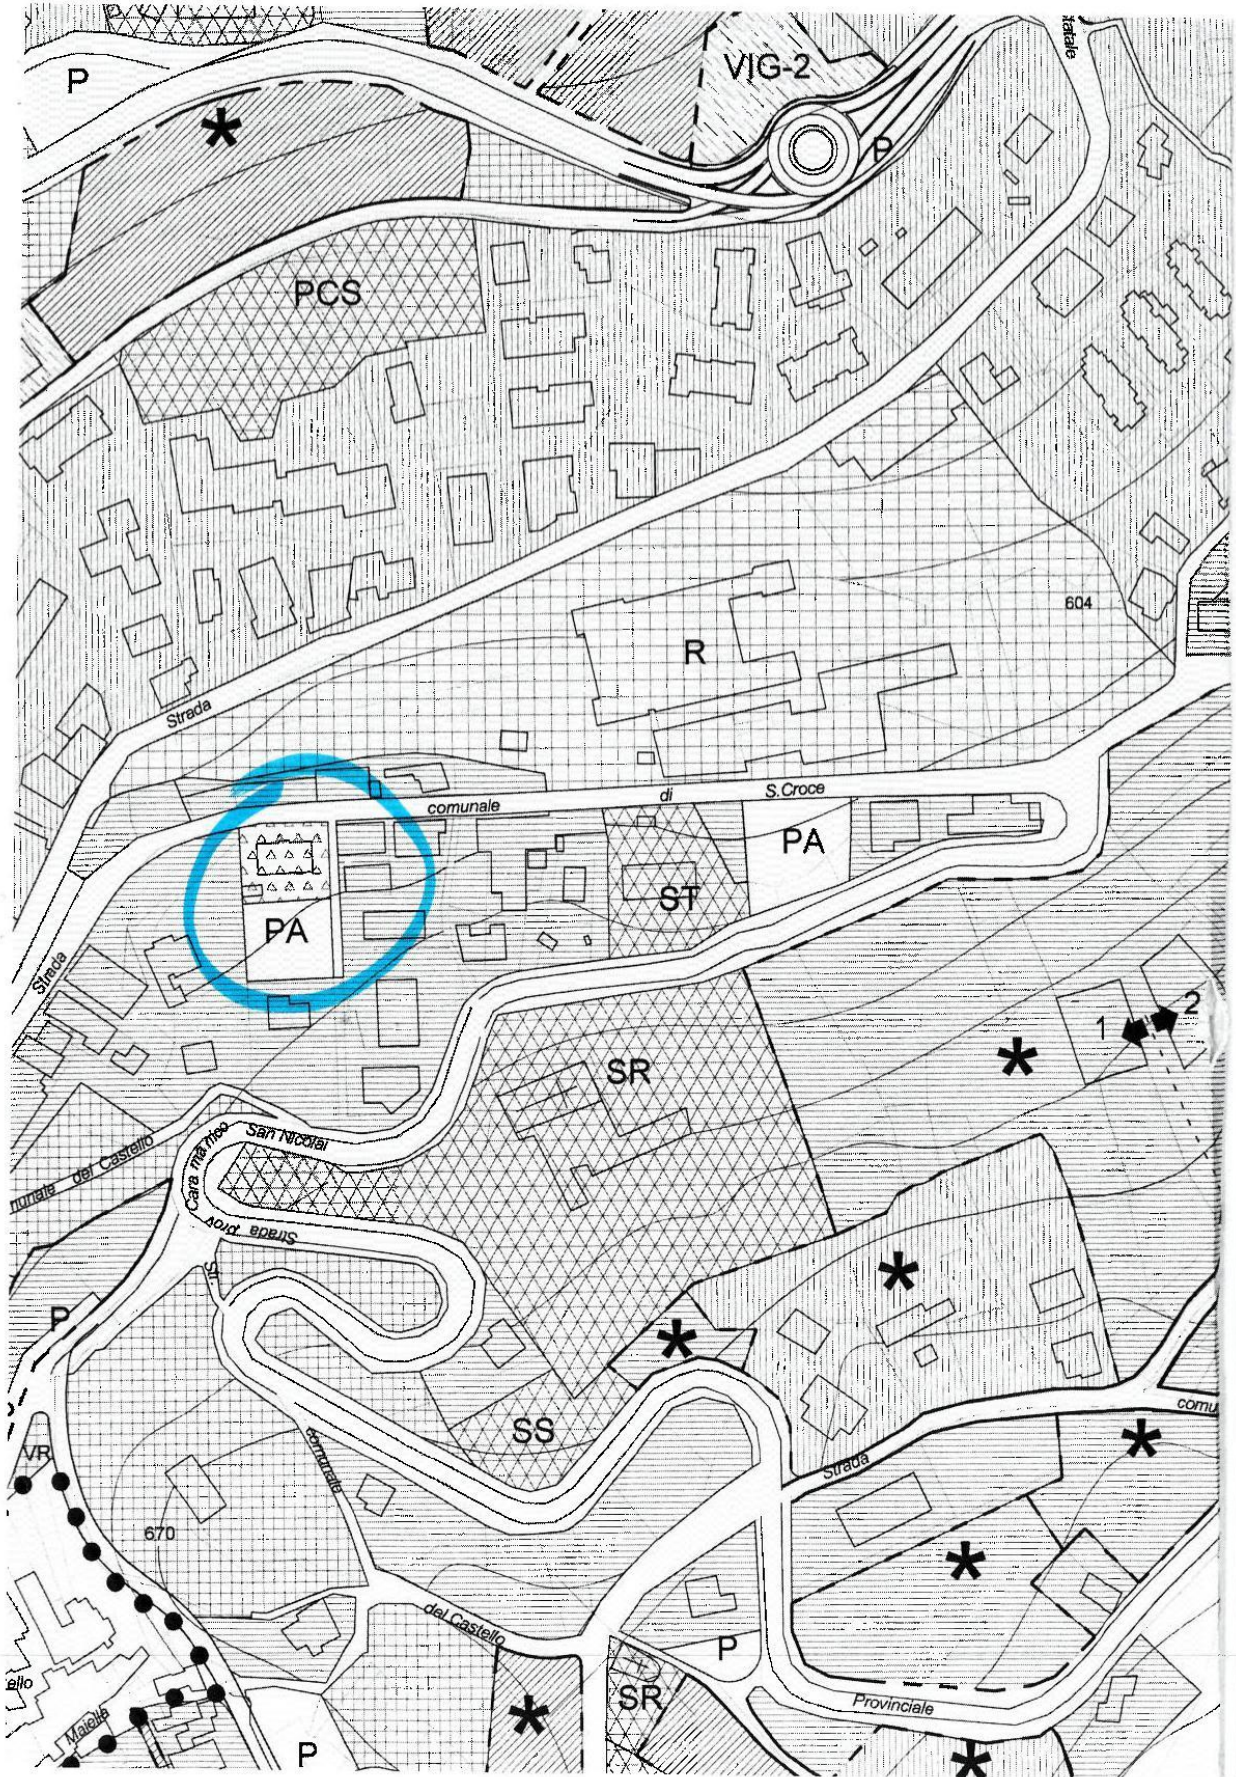 P
VIG-2
P
PCS
604
R
Strada
comunale
di
S.Croce
PA
ST
PA
Strada
1
2
SR
San Nicolai
del Castello
Strada prov
P
SS
comunale
Strada
VR
670
del Castello
P
SR
Provinciale
Maiella
P